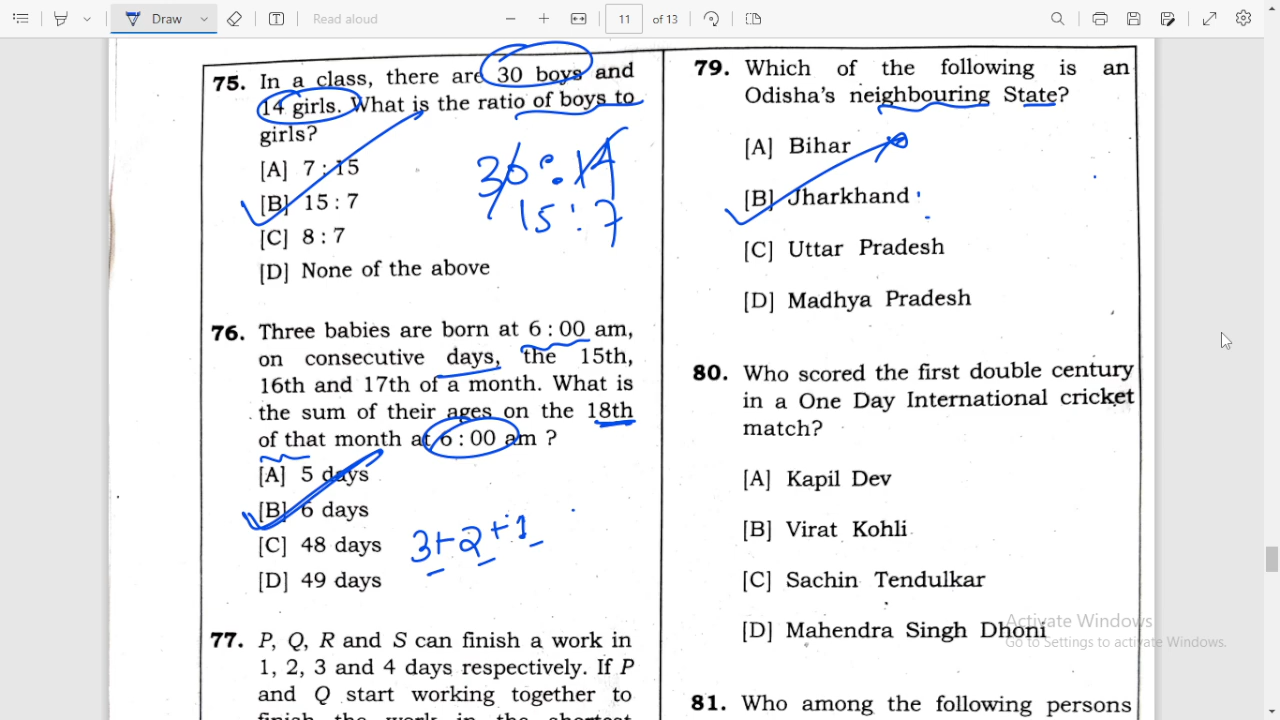 Draw
Read aloud
11
of 13
75. In a class, there are 30 boys and
14 girls. What is the ratio of boys to
girls?
[A] 7 : 15
[B] 15 : 7
[C] 8 : 7
[D] None of the above
30 : 14
15 : 7
76. Three babies are born at 6 : 00 am,
on consecutive days, the 15th,
16th and 17th of a month. What is
the sum of their ages on the 18th
of that month at 6 : 00 am ?
[A] 5 days
[B] 6 days
[C] 48 days
[D] 49 days
3+2+1
77. P, Q, R and S can finish a work in
1, 2, 3 and 4 days respectively. If P
and Q start working together to
finish the work in the shortest
79. Which of the following is an
Odisha's neighbouring State?
[A] Bihar
[B] Jharkhand
[C] Uttar Pradesh
[D] Madhya Pradesh
80. Who scored the first double century
in a One Day International cricket
match?
[A] Kapil Dev
[B] Virat Kohli
[C] Sachin Tendulkar
[D] Mahendra Singh Dhoni
81. Who among the following persons
Activate Windows
Go to Settings to activate Windows.